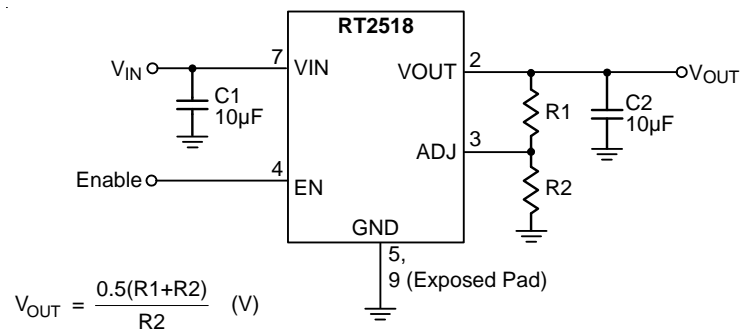 RT2518
VIN
7
VIN
VOUT
2
VOUT
C1
10µF
R1
C2
10µF
ADJ
3
Enable
4
EN
R2
GND
5,
9 (Exposed Pad)
VOUT = 0.5(R1+R2) / R2 (V)